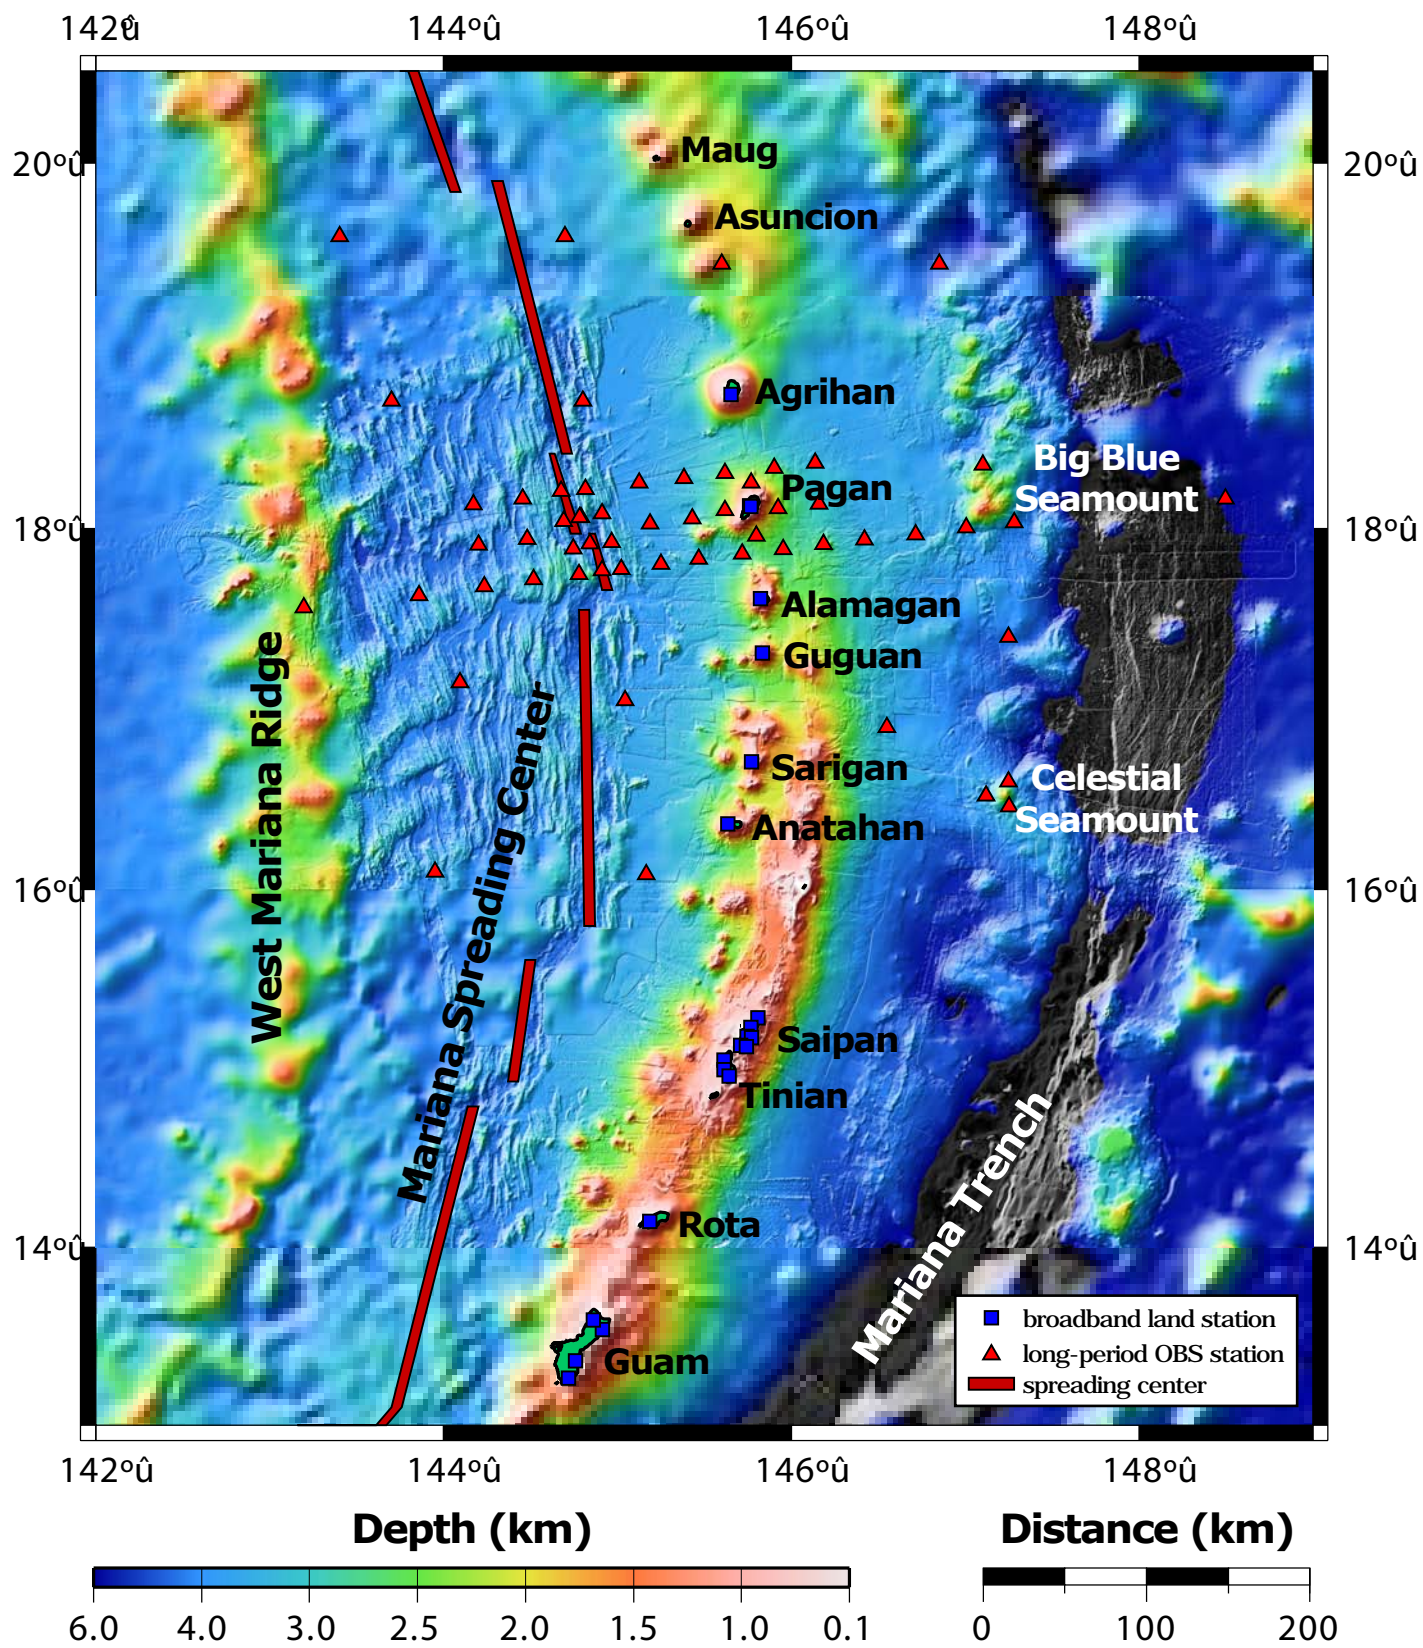 142ºû 144ºû 146ºû 148ºû
Maug
20ºû 20ºû
Asuncion
Agrihan
Big Blue
Seamount
Pagan
18ºû 18ºû
Alamagan
Guguan
West Mariana Ridge
Mariana Spreading Center
Sarigan
Celestial
Seamount
Anatahan
16ºû 16ºû
Saipan
Tinian
Mariana Trench
Rota
14ºû 14ºû
broadband land station
long-period OBS station
spreading center
Guam
142ºû 144ºû 146ºû 148ºû
Depth (km) Distance (km)
6.0 4.0 3.0 2.5 2.0 1.5 1.0 0.1 0 100 200